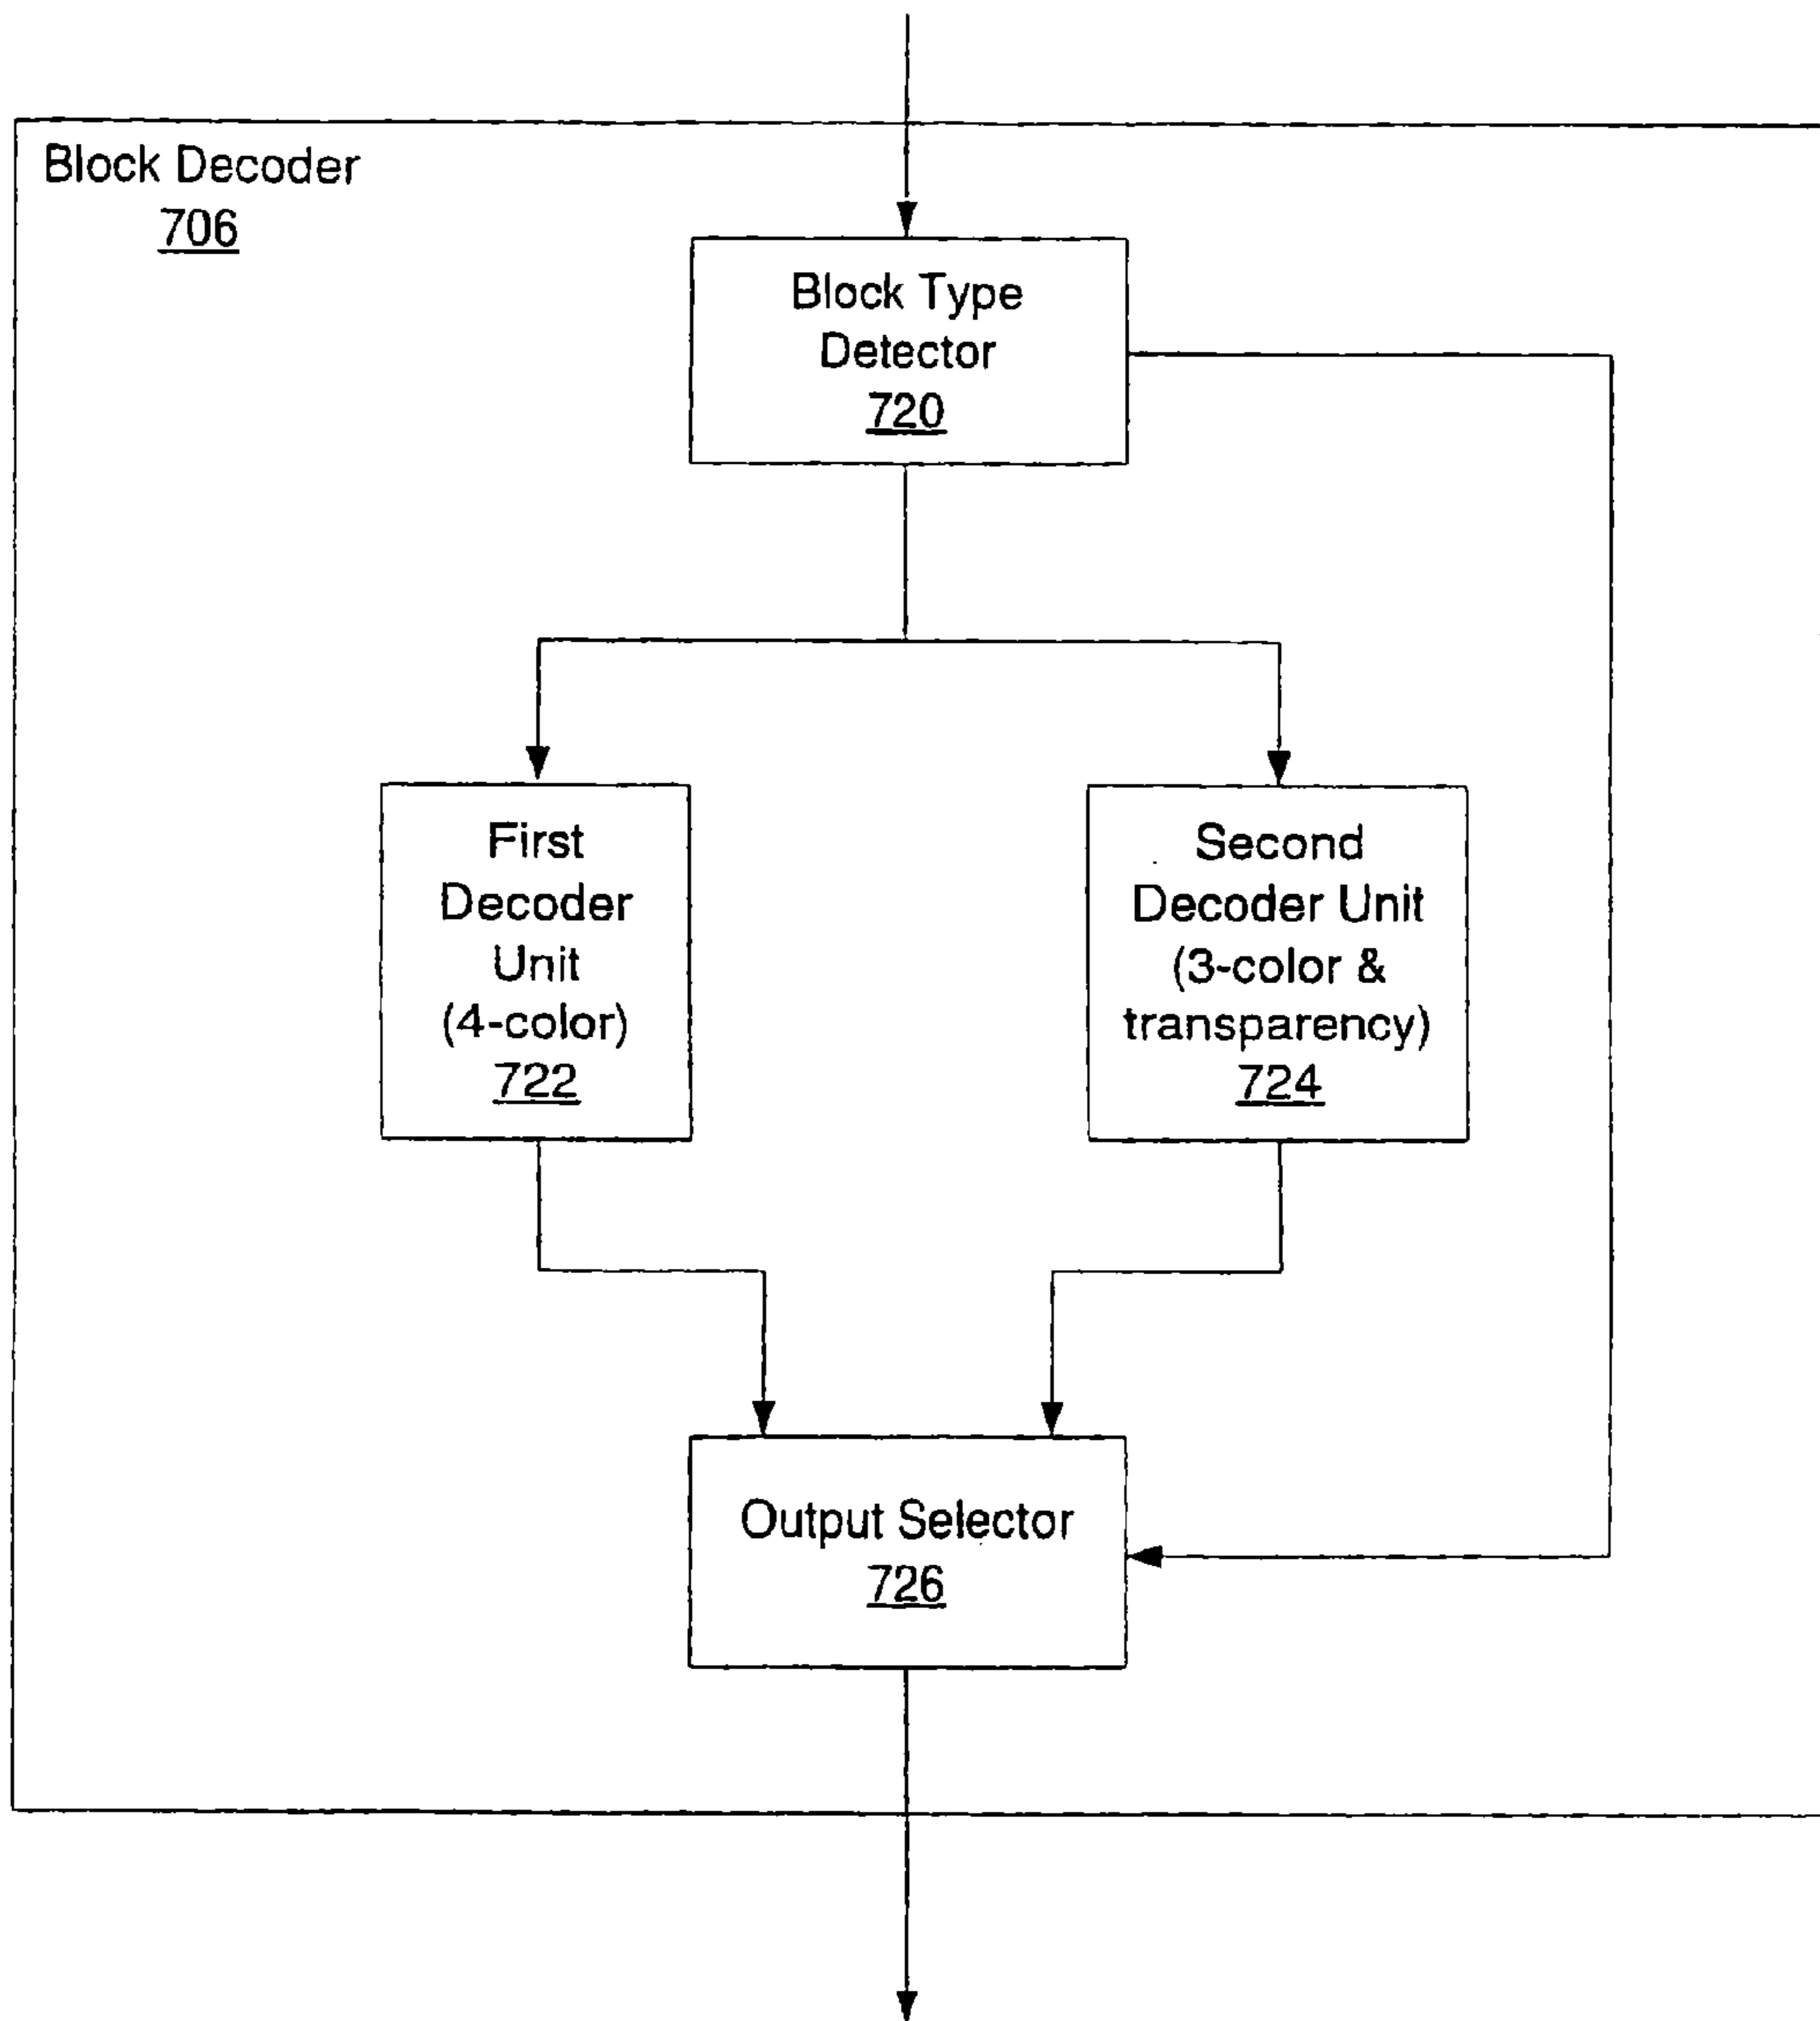 Block Decoder
706
Block Type
Detector
720
First
Decoder
Unit
(4-color)
722
Second
Decoder Unit
(3-color &
transparency)
724
Output Selector
726